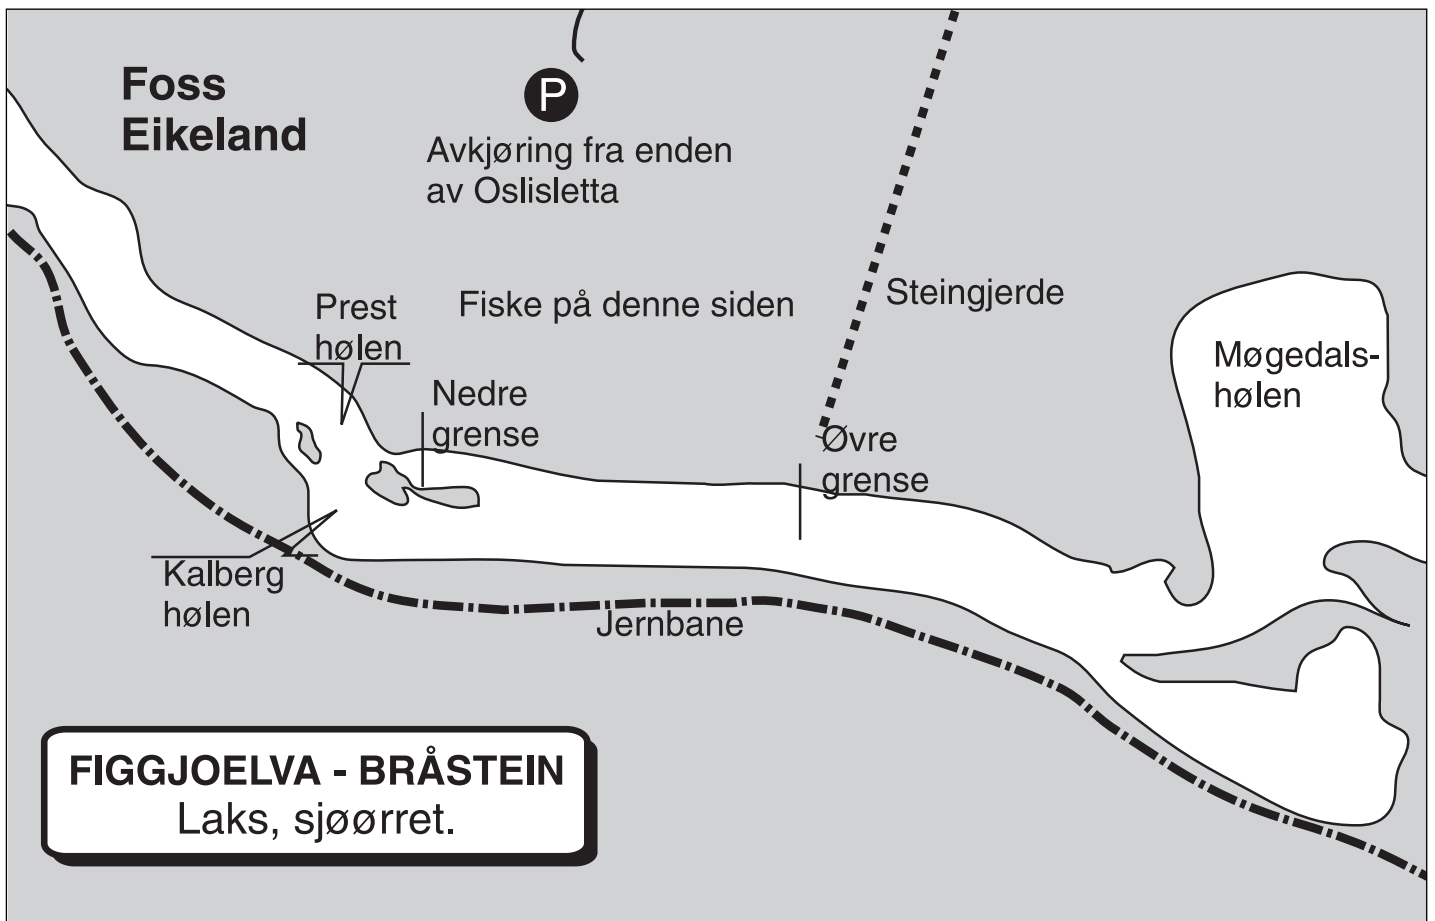 Foss
Eikeland
P
Avkjøring fra enden
av Oslisletta
Prest
hølen
Fiske på denne siden
Steingjerde
Møgedals-
hølen
Nedre
grense
Øvre
grense
Kalberg
hølen
Jernbane
FIGGJOELVA - BRÅSTEIN
Laks, sjøørret.